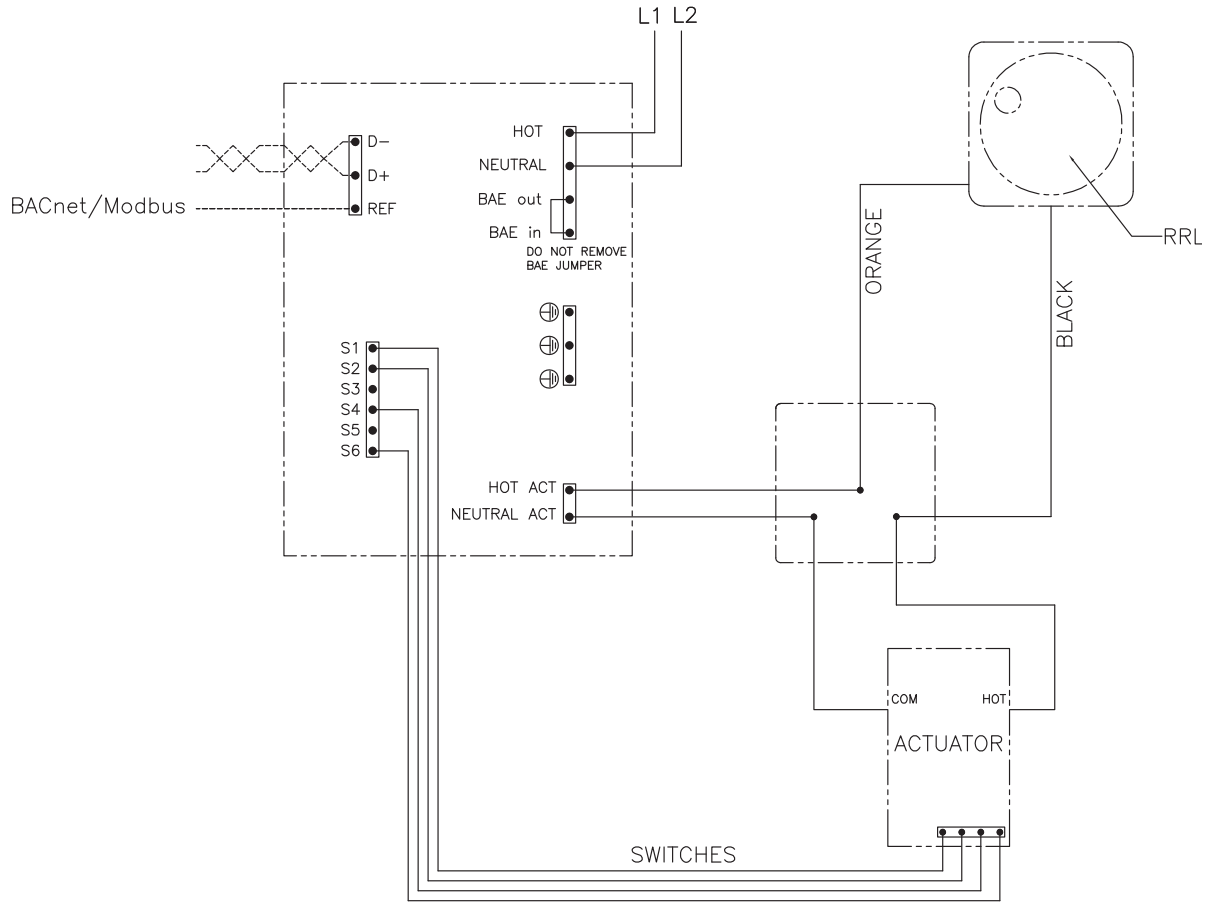 L1 L2
D-
D+
BACnet/Modbus
REF
HOT
NEUTRAL
BAE out
BAE in
DO NOT REMOVE
BAE JUMPER
ORANGE
BLACK
RRL
S1
S2
S3
S4
S5
S6
HOT ACT
NEUTRAL ACT
COM HOT
ACTUATOR
SWITCHES